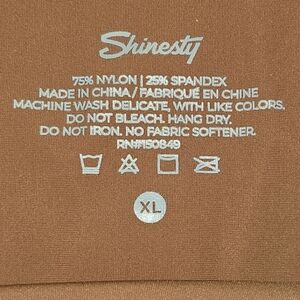 Shinesty
75% NYLON | 25% SPANDEX
MADE IN CHINA / FABRIQUÉ EN CHINE
MACHINE WASH DELICATE, WITH LIKE COLORS.
DO NOT BLEACH. HANG DRY.
DO NOT IRON. NO FABRIC SOFTENER.
RN#150849
XL